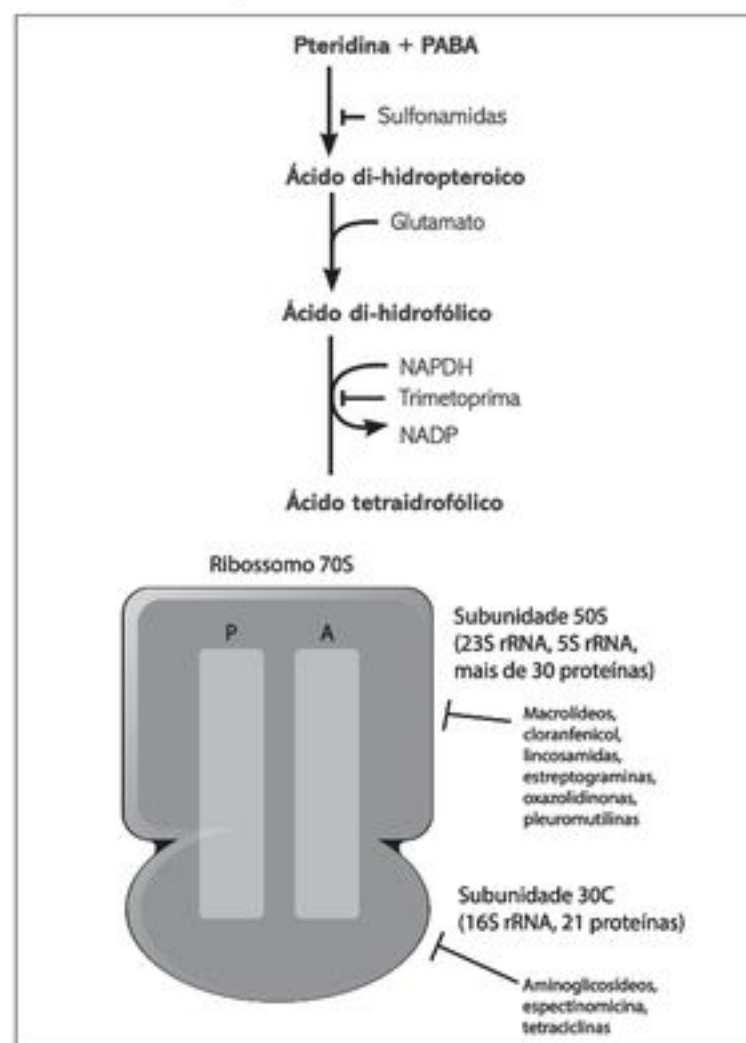 Pteridina + PABA
Sulfonamidas
Ácido di-hidropteroico
Glutamato
Ácido di-hidrofólico
NAPDH
Trimetoprima
NADP
Ácido tetraidrofólico
Ribossomo 70S
P A
Subunidade 50S
(23S rRNA, 5S rRNA,
mais de 30 proteínas)
Macrolídeos,
cloranfenicol,
lincosamidas,
estreptograminas,
oxazolidinonas,
pleuromutilinas
Subunidade 30C
(16S rRNA, 21 proteínas)
Aminoglicosídeos,
espectinomicina,
tetraciclinas